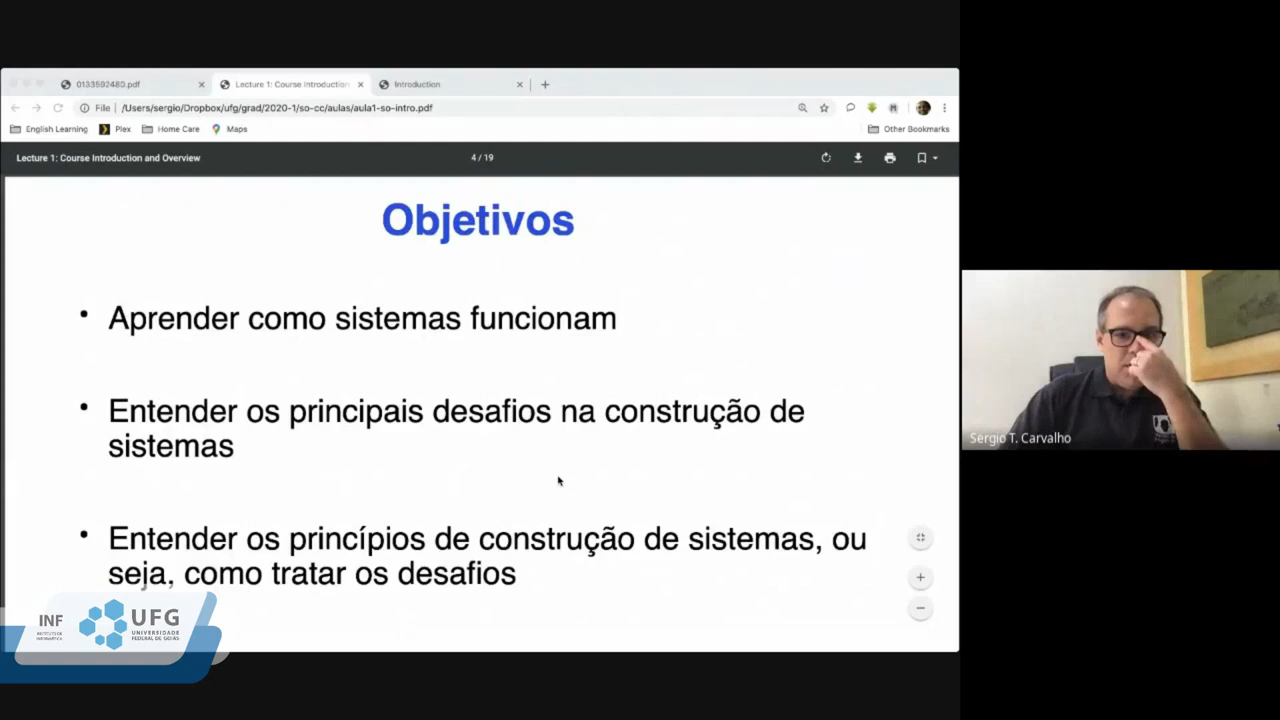 0133592480.pdf
Lecture 1: Course Introduction
Introduction
File
/Users/sergio/Dropbox/ufg/grad/2020-1/so-cc/aulas/aula1-so-intro.pdf
English Learning
Plex
Home Care
Maps
Other Bookmarks
Lecture 1: Course Introduction and Overview
4 / 19
Objetivos
• Aprender como sistemas funcionam
• Entender os principais desafios na construção de
sistemas
• Entender os princípios de construção de sistemas, ou
seja, como tratar os desafios
Sergio T. Carvalho
INF
INSTITUTO DE
INFORMÁTICA
UFG
UNIVERSIDADE
FEDERAL DE GOIÁS